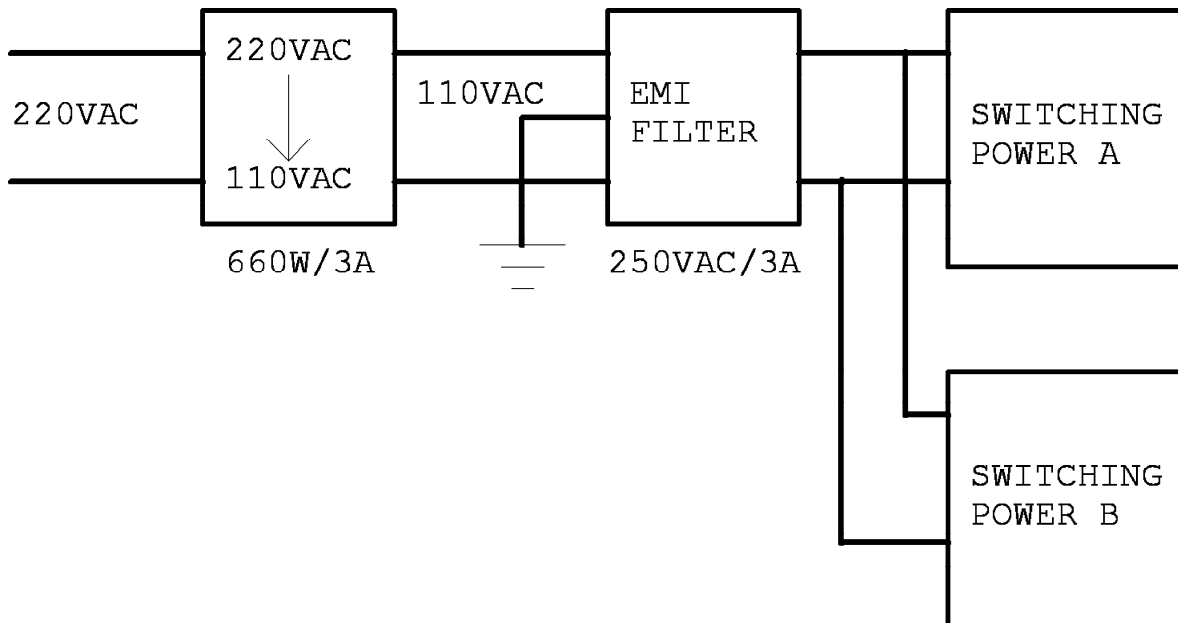 220VAC
220VAC
110VAC
660W/3A
110VAC
EMI
FILTER
250VAC/3A
SWITCHING
POWER A
SWITCHING
POWER B